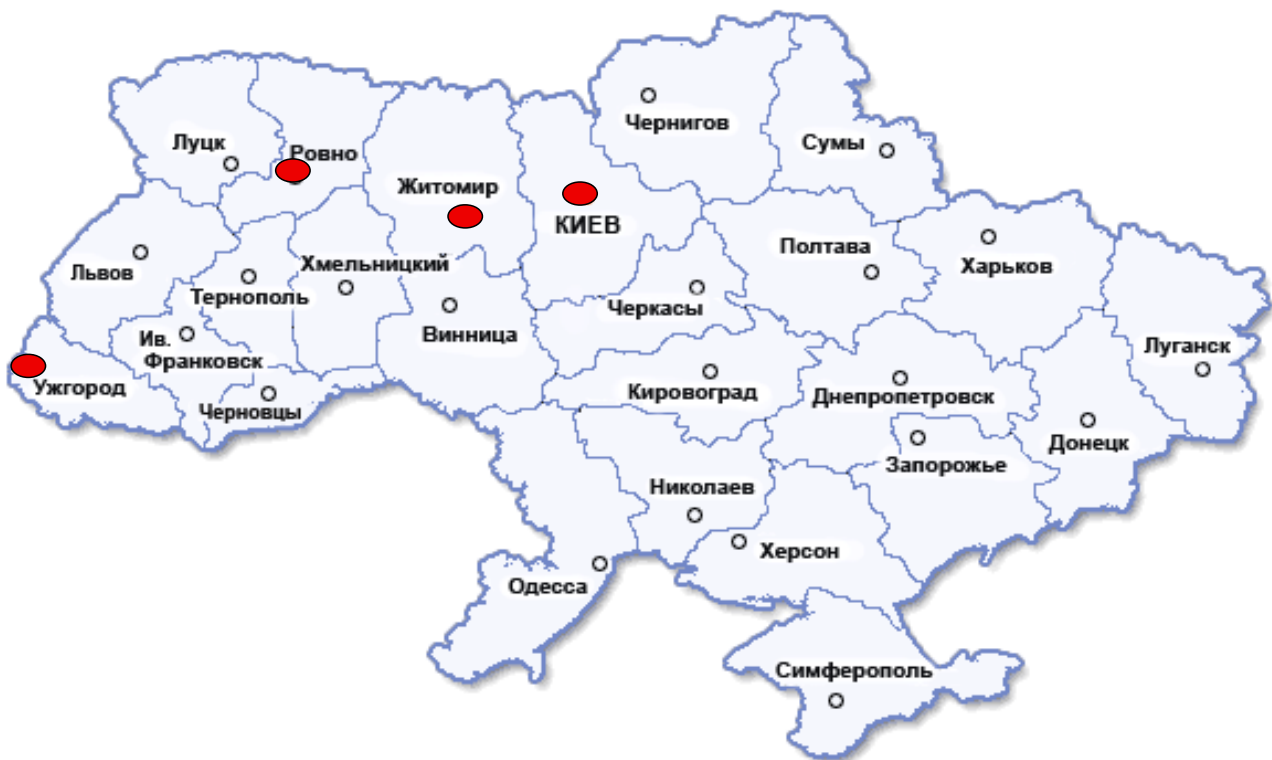 Чернигов
Луцк
Сумы
Ровно
Житомир
КИЕВ
Полтава
Львов
Хмельницкий
Харьков
Тернополь
Черкасы
Винница
Ив.
Франковск
Луганск
Ужгород
Кировоград
Днепропетровск
Черновцы
Донецк
Запорожье
Николаев
Херсон
Одесса
Симферополь